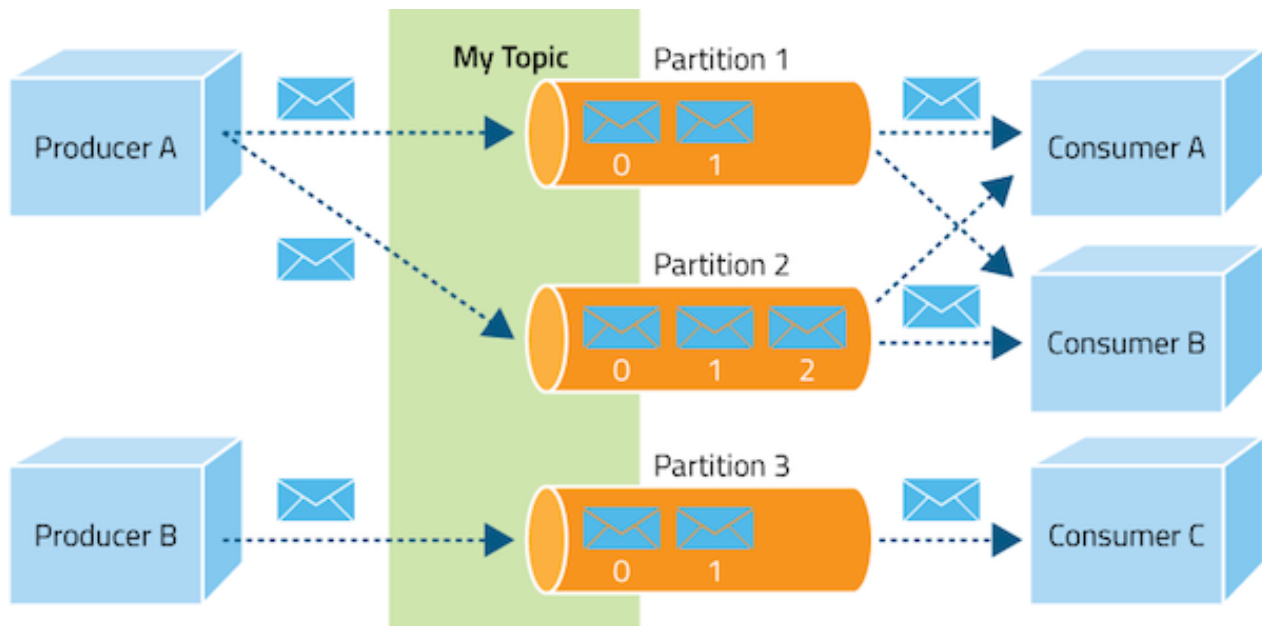 My Topic
Partition 1
Producer A
0 1
Consumer A
Partition 2
0 1 2
Consumer B
Partition 3
Producer B
0 1
Consumer C